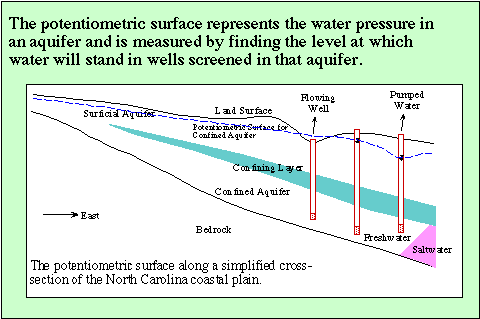 The potentiometric surface represents the water pressure in
an aquifer and is measured by finding the level at which
water will stand in wells screened in that aquifer.
Flowing
Well
Pumped
Water
Surficial Aquifer
Land Surface
Potentiometric Surface for
Confined Aquifer
Confining Layer
Confined Aquifer
East
Bedrock
Freshwater
Saltwater
The potentiometric surface along a simplified cross-
section of the North Carolina coastal plain.